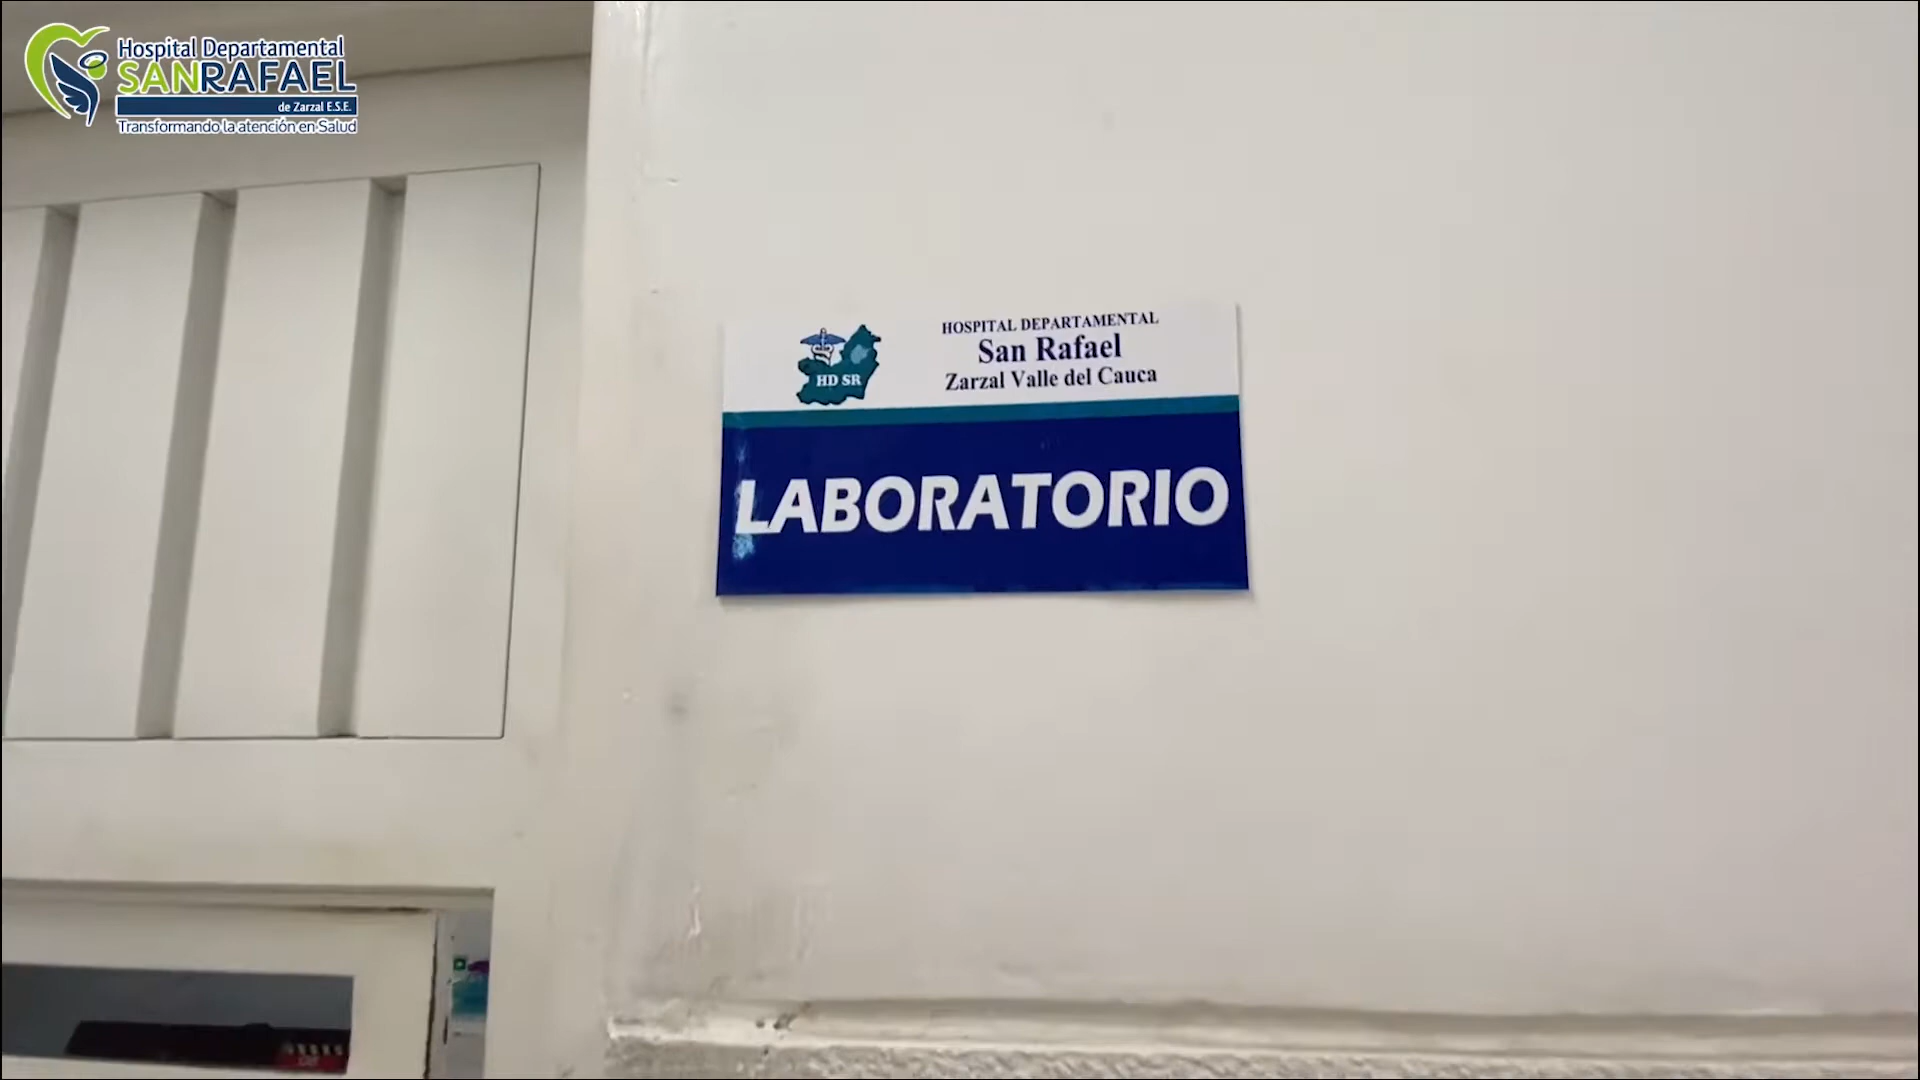 Hospital Departamental
SANRAFAEL
de Zarzal E.S.E.
Transformando la atención en Salud
HOSPITAL DEPARTAMENTAL
San Rafael
Zarzal Valle del Cauca
HD SR
LABORATORIO